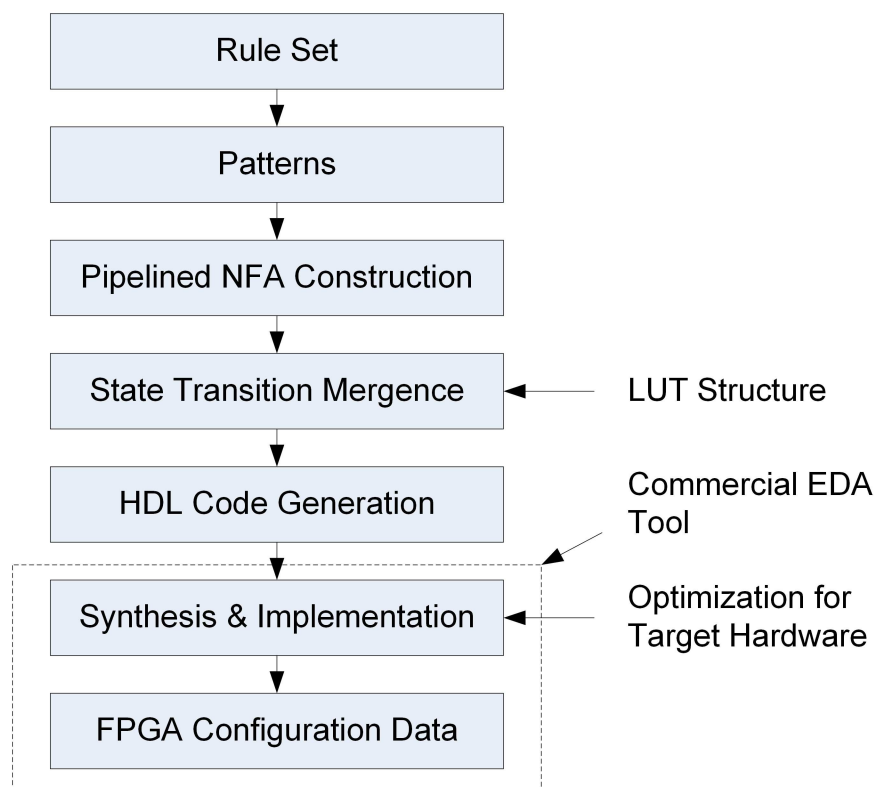 Rule Set
Patterns
Pipelined NFA Construction
State Transition Mergence
LUT Structure
HDL Code Generation
Commercial EDA
Tool
Synthesis & Implementation
Optimization for
Target Hardware
FPGA Configuration Data